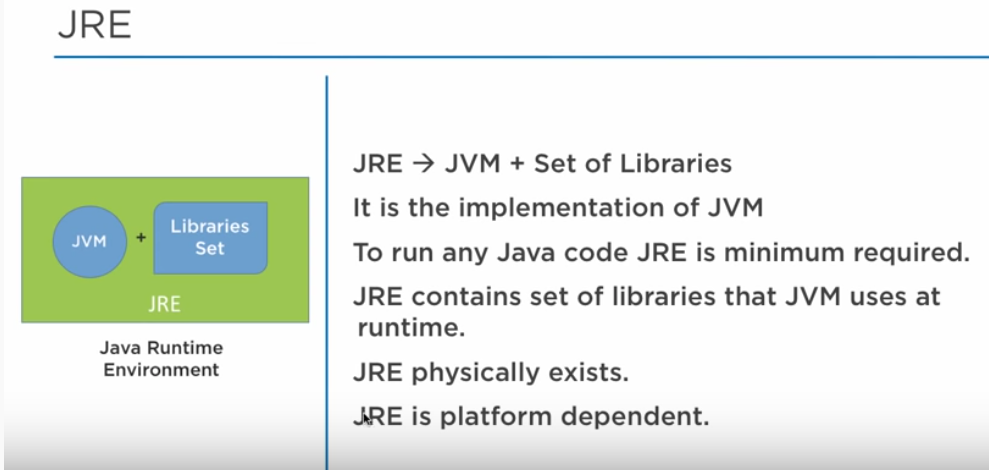 JRE
JRE → JVM + Set of Libraries
It is the implementation of JVM
To run any Java code JRE is minimum required.
JRE contains set of libraries that JVM uses at
runtime.
JRE physically exists.
JRE is platform dependent.
JVM
+
Libraries
Set
JRE
Java Runtime
Environment